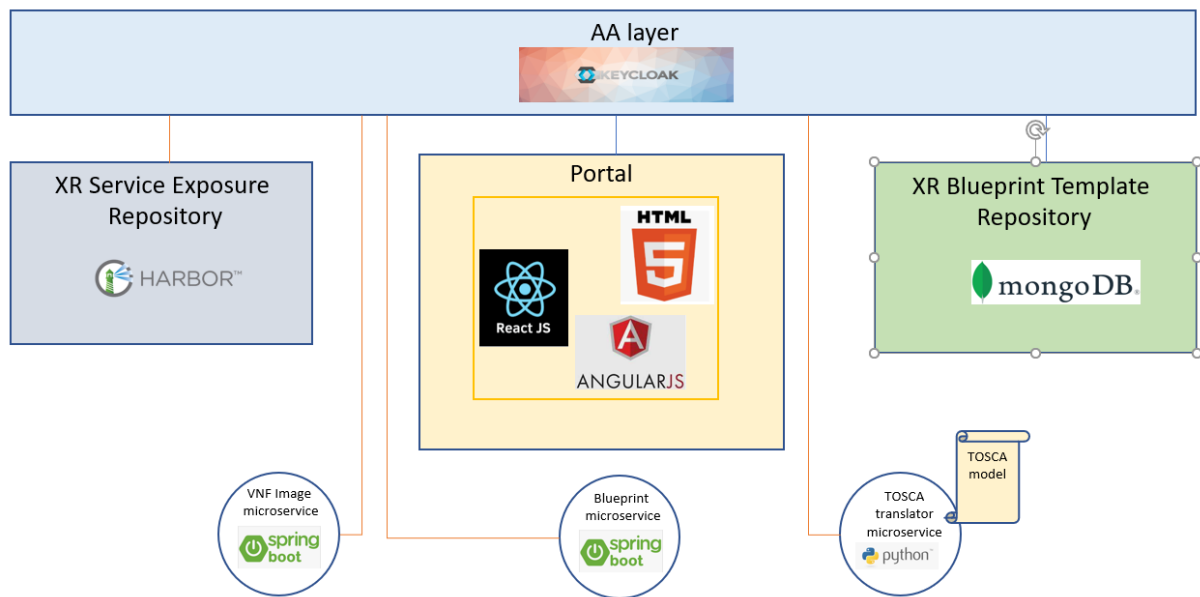 AA layer
KEYCLOAK
XR Service Exposure
Repository
HARBOR™
Portal
HTML
5
React JS
A
ANGULARJS
XR Blueprint Template
Repository
mongoDB®
VNF Image
microservice
spring
boot
Blueprint
microservice
spring
boot
TOSCA
translator
microservice
python™
TOSCA
model